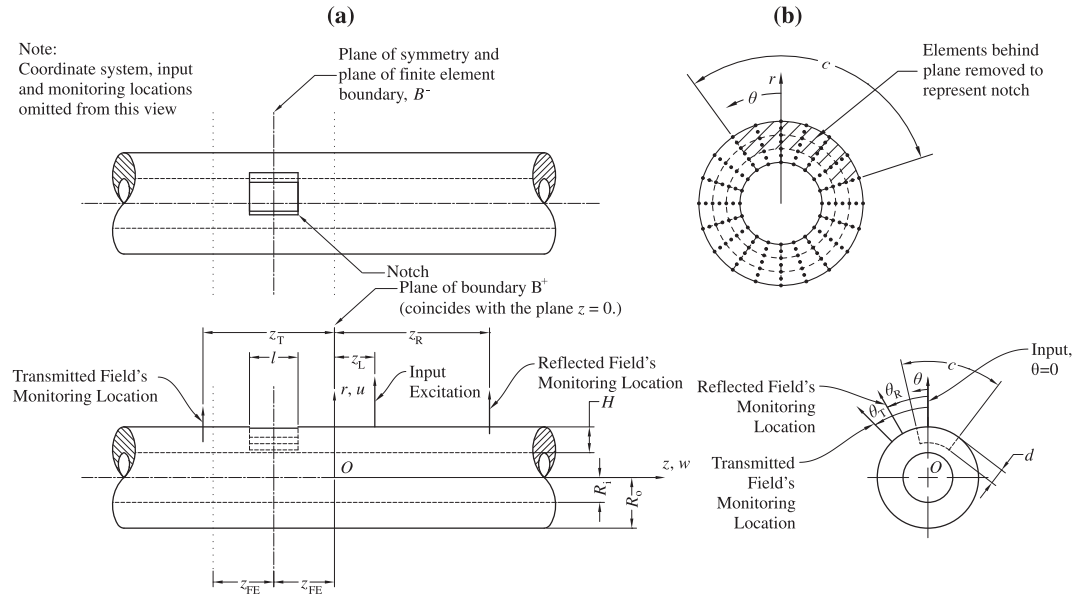 (a)
(b)
Note:
Coordinate system, input
and monitoring locations
omitted from this view
Plane of symmetry and
plane of finite element
boundary, B⁻
Notch
Plane of boundary B⁺
(coincides with the plane z = 0.)
r
θ
c
Elements behind
plane removed to
represent notch
Transmitted Field's
Monitoring Location
z_T
l
z_R
z_L
r, u
Input
Excitation
Reflected Field's
Monitoring Location
H
O
z, w
R_i
R_o
z_FE
z_FE
Reflected Field's
Monitoring
Location
Transmitted
Field's
Monitoring
Location
θ_T
θ_R
θ
c
Input,
θ=0
O
d